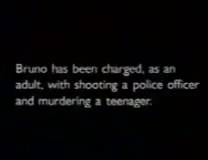 Bruno has been charged, as an
adult, with shooting a police officer
and murdering a teenager.